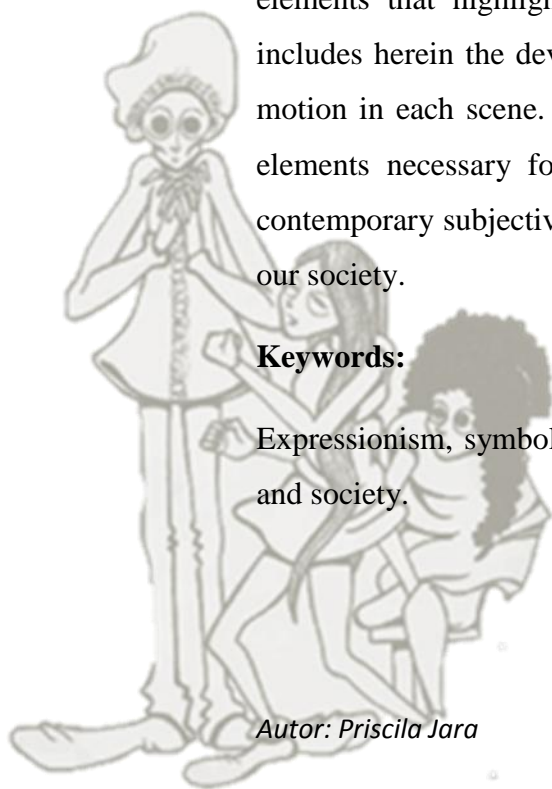 elements that highlig
includes herein the dev
motion in each scene.
elements necessary fo
contemporary subjectiv
our society.
Keywords:
Expressionism, symbol
and society.
Autor: Priscila Jara